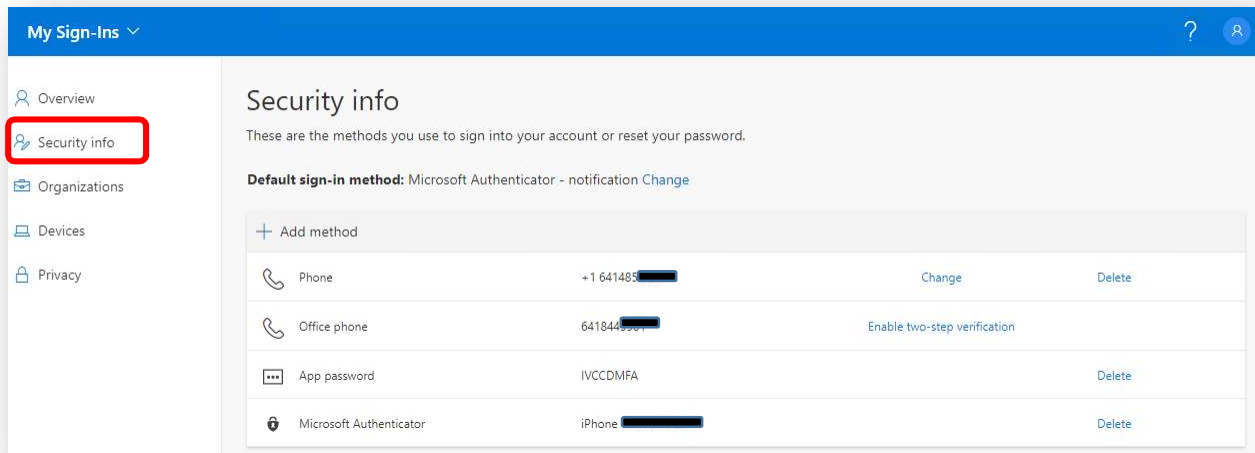 My Sign-Ins
?
Overview
Security info
Organizations
Devices
Privacy
Security info
These are the methods you use to sign into your account or reset your password.
Default sign-in method: Microsoft Authenticator - notification Change
+ Add method
Phone +1 641485 Change Delete
Office phone 641844 Enable two-step verification
App password IVCCDMFA Delete
Microsoft Authenticator iPhone Delete